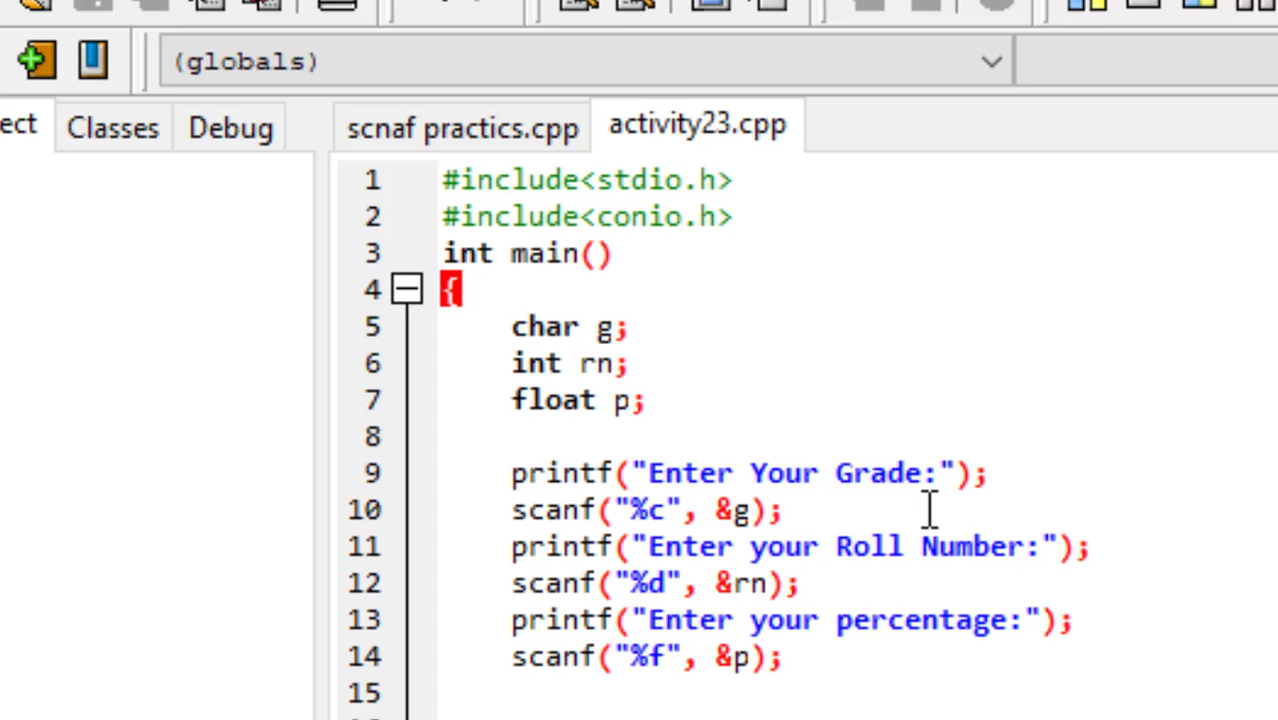 (globals)
ect Classes Debug scnaf practics.cpp activity23.cpp
1 #include<stdio.h>
2 #include<conio.h>
3 int main()
4 {
5 char g;
6 int rn;
7 float p;
8
9 printf("Enter Your Grade:");
10 scanf("%c", &g);
11 printf("Enter your Roll Number:");
12 scanf("%d", &rn);
13 printf("Enter your percentage:");
14 scanf("%f", &p);
15